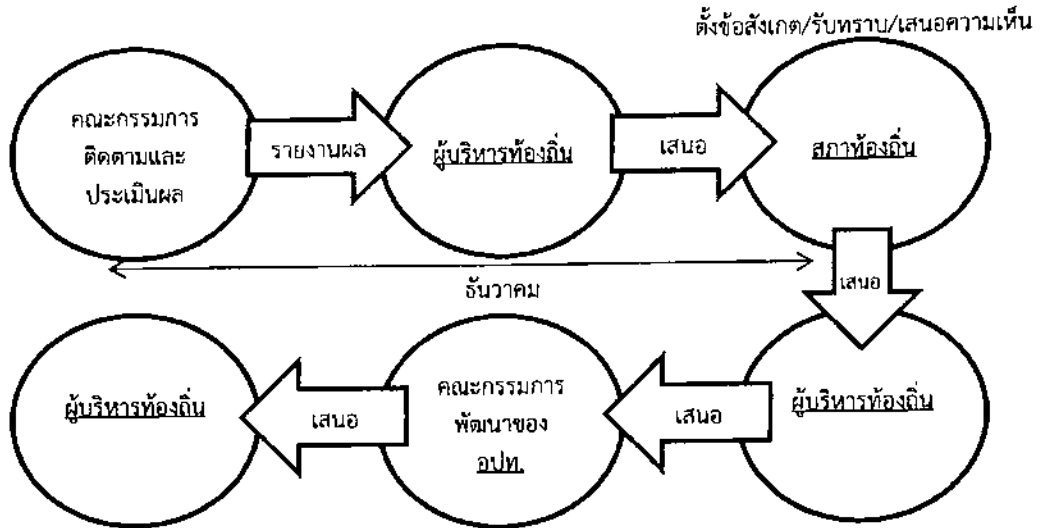 ตั้งข้อสังเกต/รับทราบ/เสนอความเห็น
คณะกรรมการ
ติดตามและ
ประเมินผล
รายงานผล
ผู้บริหารท้องถิ่น
เสนอ
สภาท้องถิ่น
ธันวาคม
เสนอ
ผู้บริหารท้องถิ่น
เสนอ
คณะกรรมการ
พัฒนาของ
อปท.
เสนอ
ผู้บริหารท้องถิ่น